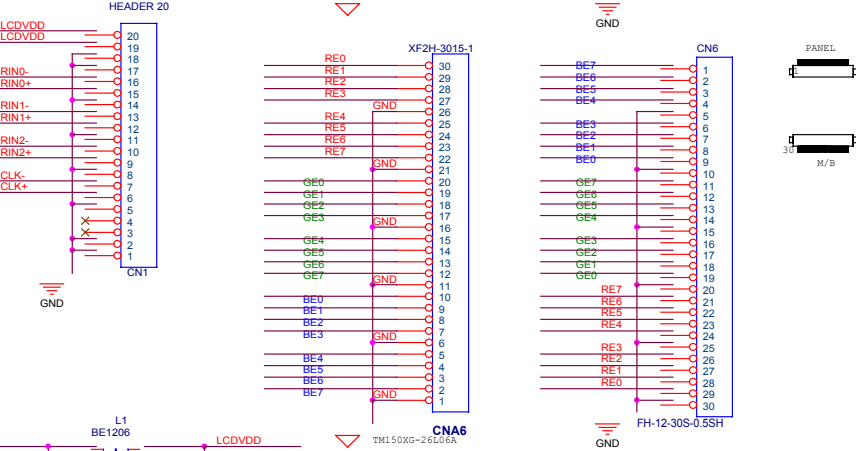 HEADER 20
LCDVDD
LCDVDD
20
19
18
RIN0-
17
RIN0+
16
15
RIN1-
14
RIN1+
13
12
RIN2-
11
RIN2+
10
9
CLK-
8
CLK+
7
6
5
4
3
2
1
CN1
GND
XF2H-3015-1
RE0
30
RE1
29
RE2
28
RE3
27
GND
26
RE4
25
RE5
24
RE6
23
RE7
22
GND
21
GE0
20
GE1
19
GE2
18
GE3
17
GND
16
GE4
15
GE5
14
GE6
13
GE7
12
GND
11
BE0
10
BE1
9
BE2
8
BE3
7
GND
6
BE4
5
BE5
4
BE6
3
BE7
2
GND
1
CNA6
TM150XG-26L06A
GND
CN6
BE7
1
BE6
2
BE5
3
BE4
4
5
BE3
6
BE2
7
BE1
8
BE0
9
10
GE7
11
GE6
12
GE5
13
GE4
14
15
GE3
16
GE2
17
GE1
18
GE0
19
RE7
20
RE6
21
RE5
22
RE4
23
24
RE3
25
RE2
26
RE1
27
RE0
28
29
30
FH-12-30S-0.5SH
GND
PANEL
1
30
M/B
L1
BE1206
LCDVDD